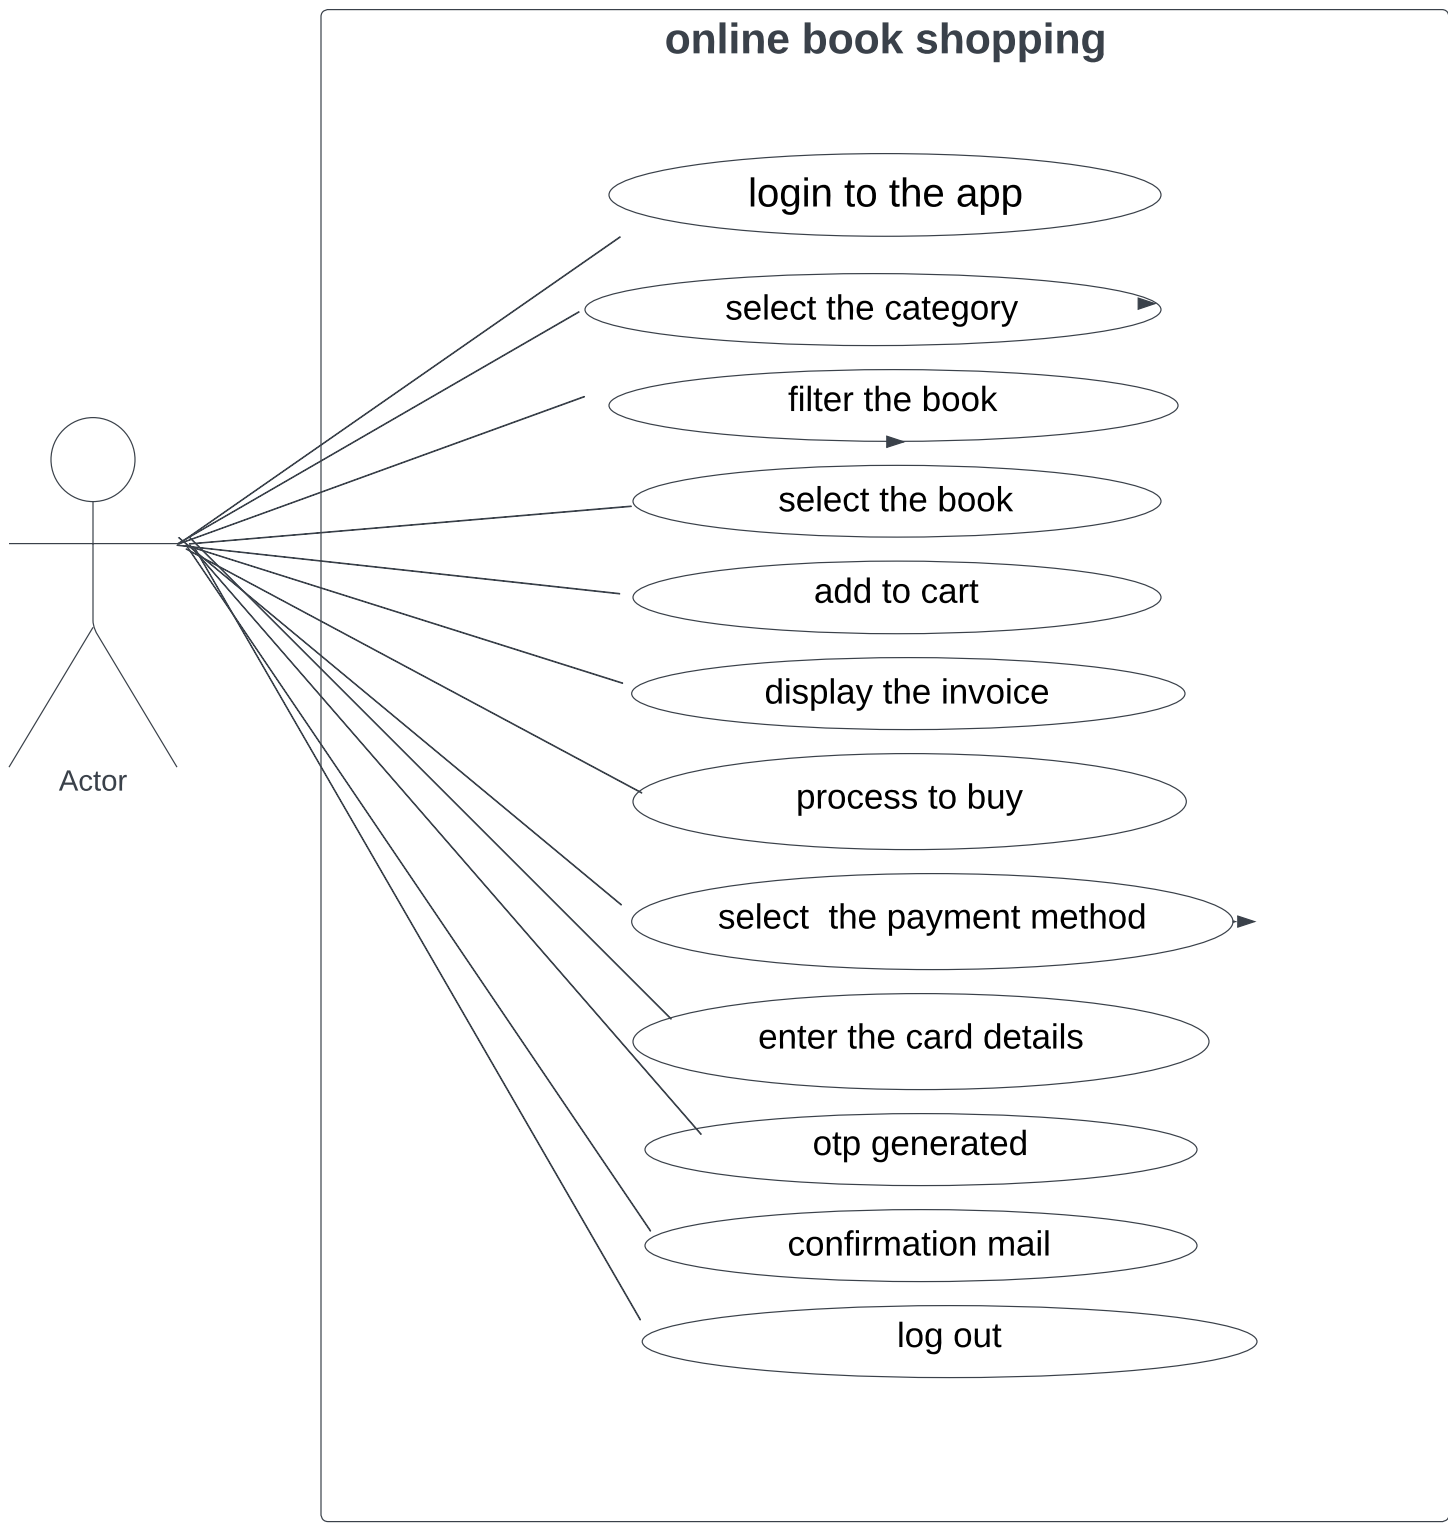 online book shopping
login to the app
select the category
filter the book
select the book
add to cart
display the invoice
process to buy
Actor
select  the payment method
enter the card details
otp generated
confirmation mail
log out